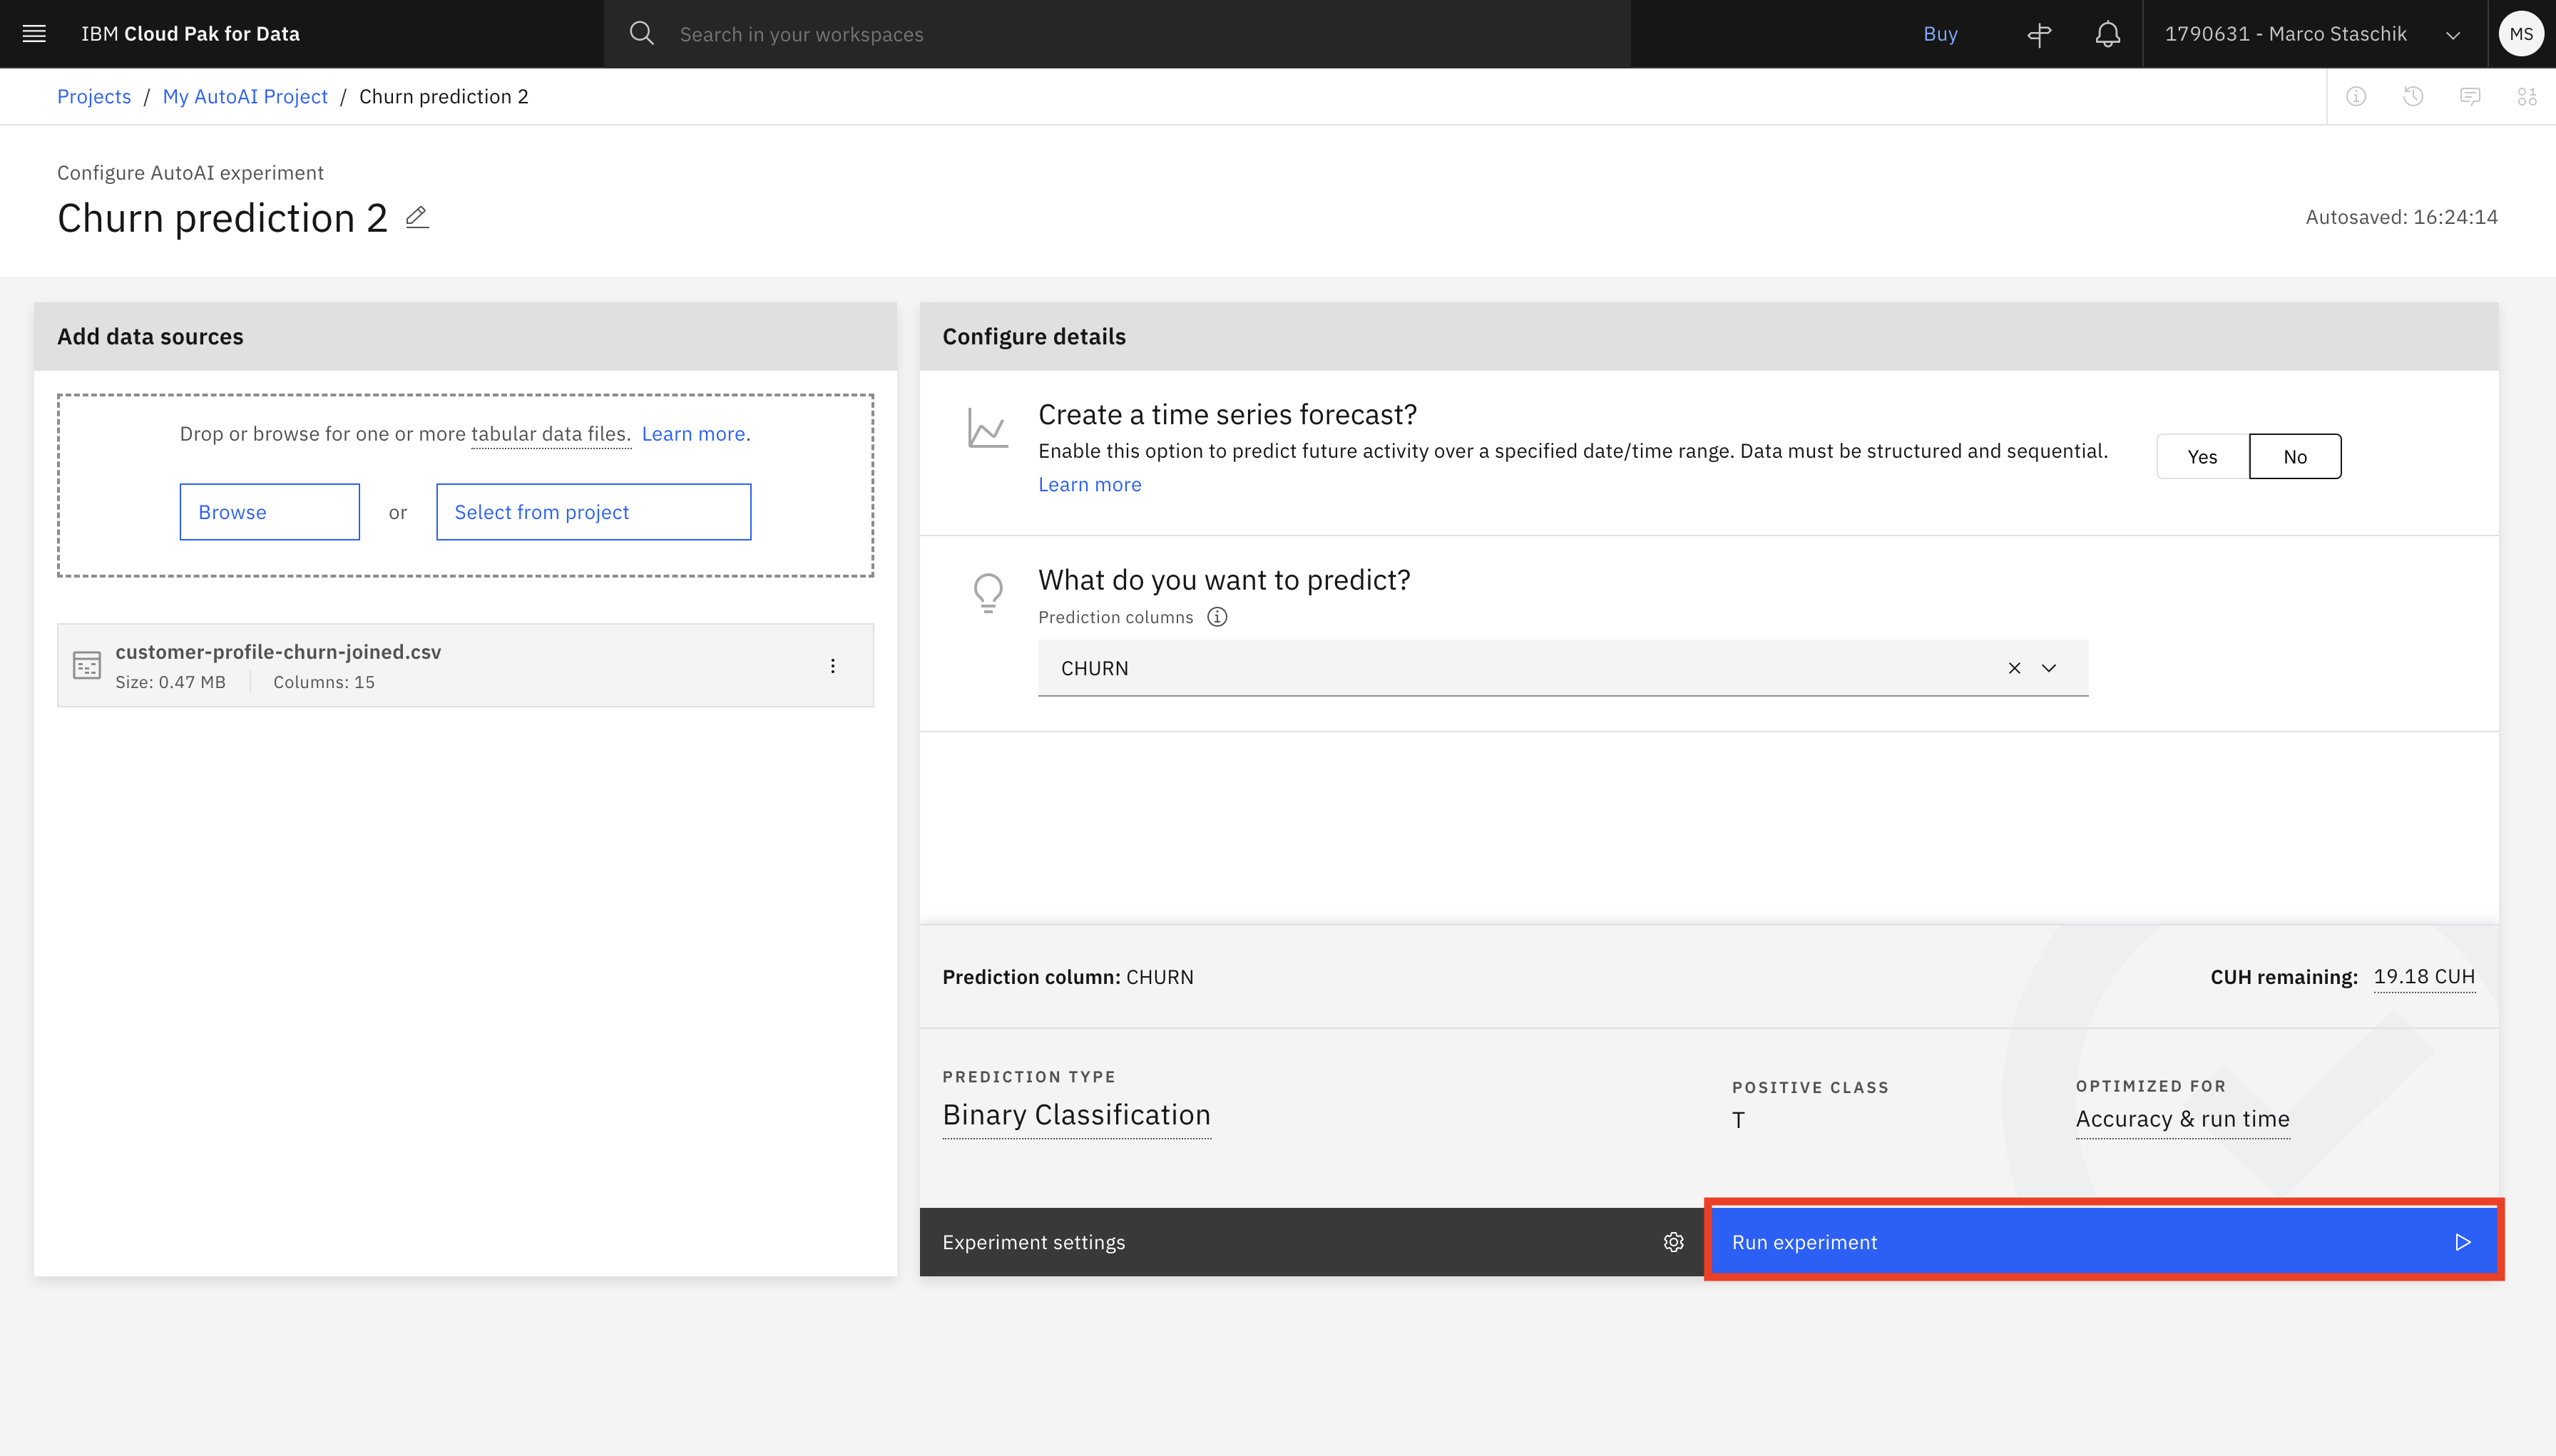 IBM Cloud Pak for Data
Search in your workspaces
Buy
1790631 - Marco Staschik
MS
Projects / My AutoAI Project / Churn prediction 2
Configure AutoAI experiment
Churn prediction 2
Autosaved: 16:24:14
Add data sources
Drop or browse for one or more tabular data files. Learn more.
Browse or Select from project
customer-profile-churn-joined.csv
Size: 0.47 MB Columns: 15
Configure details
Create a time series forecast?
Enable this option to predict future activity over a specified date/time range. Data must be structured and sequential.
Learn more
Yes No
What do you want to predict?
Prediction columns
CHURN
Prediction column: CHURN
CUH remaining: 19.18 CUH
PREDICTION TYPE
Binary Classification
POSITIVE CLASS
T
OPTIMIZED FOR
Accuracy & run time
Experiment settings
Run experiment